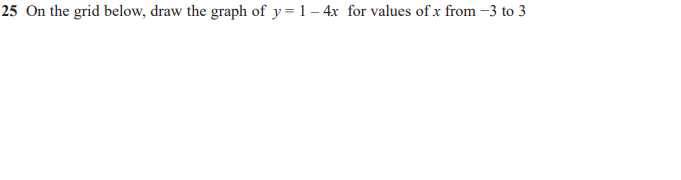 25 On the grid below, draw the graph of y = 1 – 4x for values of x from −3 to 3